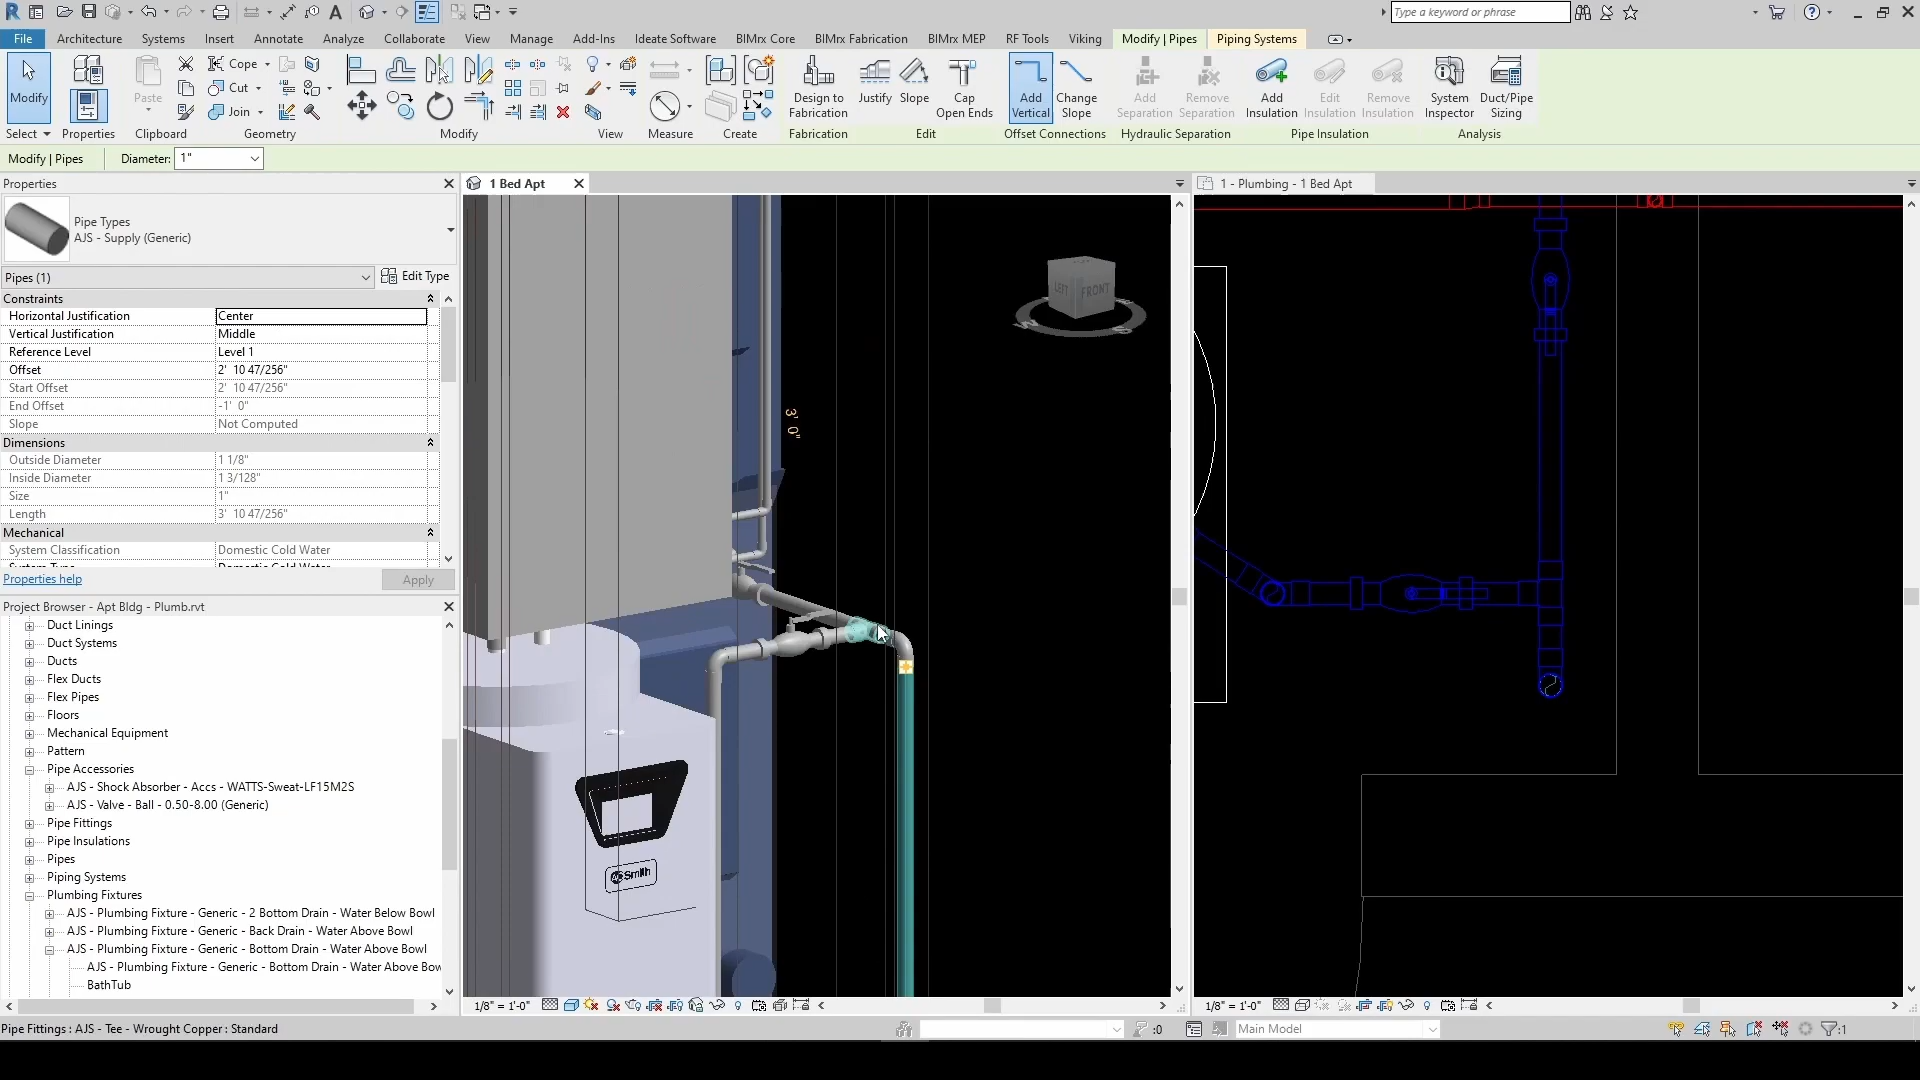 Type a keyword or phrase
File Architecture Systems Insert Annotate Analyze Collaborate View Manage Add-Ins Ideate Software BIMrx Core BIMrx Fabrication BIMrx MEP RF Tools Viking Modify | Pipes Piping Systems
Modify
Paste
Cope
Cut
Join
Design to
Fabrication
Justify
Slope
Cap
Open Ends
Add
Vertical
Change
Slope
Add
Separation
Remove
Separation
Add
Insulation
Edit
Insulation
Remove
Insulation
System
Inspector
Duct/Pipe
Sizing
Select Properties Clipboard Geometry Modify View Measure Create Fabrication Edit Offset Connections Hydraulic Separation Pipe Insulation Analysis
Modify | Pipes Diameter: 1"
Properties
Pipe Types
AJS - Supply (Generic)
Pipes (1) Edit Type
Constraints
Horizontal Justification Center
Vertical Justification Middle
Reference Level Level 1
Offset 2' 10 47/256"
Start Offset 2' 10 47/256"
End Offset -1' 0"
Slope Not Computed
Dimensions
Outside Diameter 1 1/8"
Inside Diameter 1 3/128"
Size 1"
Length 3' 10 47/256"
Mechanical
System Classification Domestic Cold Water
Properties help Apply
Project Browser - Apt Bldg - Plumb.rvt
Duct Linings
Duct Systems
Ducts
Flex Ducts
Flex Pipes
Floors
Mechanical Equipment
Pattern
Pipe Accessories
AJS - Shock Absorber - Accs - WATTS-Sweat-LF15M2S
AJS - Valve - Ball - 0.50-8.00 (Generic)
Pipe Fittings
Pipe Insulations
Pipes
Piping Systems
Plumbing Fixtures
AJS - Plumbing Fixture - Generic - 2 Bottom Drain - Water Below Bowl
AJS - Plumbing Fixture - Generic - Back Drain - Water Above Bowl
AJS - Plumbing Fixture - Generic - Bottom Drain - Water Above Bowl
AJS - Plumbing Fixture - Generic - Bottom Drain - Water Above Bow
BathTub
1 Bed Apt
LEFT FRONT
3' 0"
Smith
1/8" = 1'-0"
1 - Plumbing - 1 Bed Apt
1/8" = 1'-0"
Pipe Fittings : AJS - Tee - Wrought Copper : Standard
:0
Main Model
:1